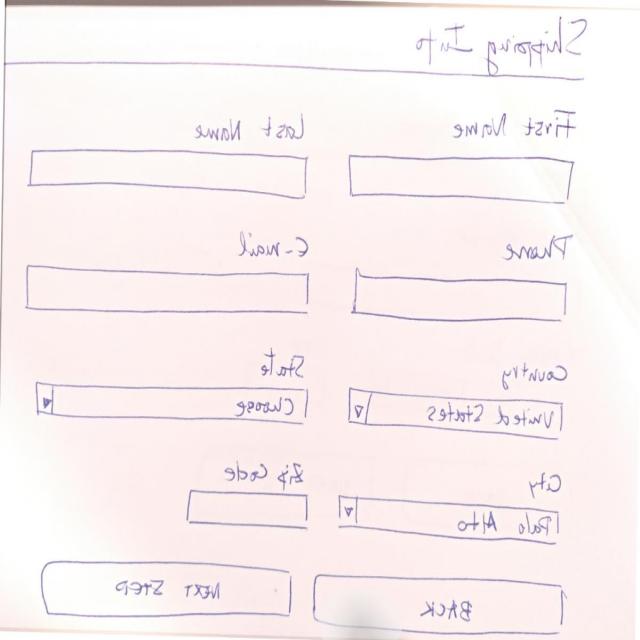 Shipping Info
First Name
Last Name
Phone
E-mail
Country
State
United States
Choose
City
Zip Code
Palo Alto
BACK
NEXT STEP